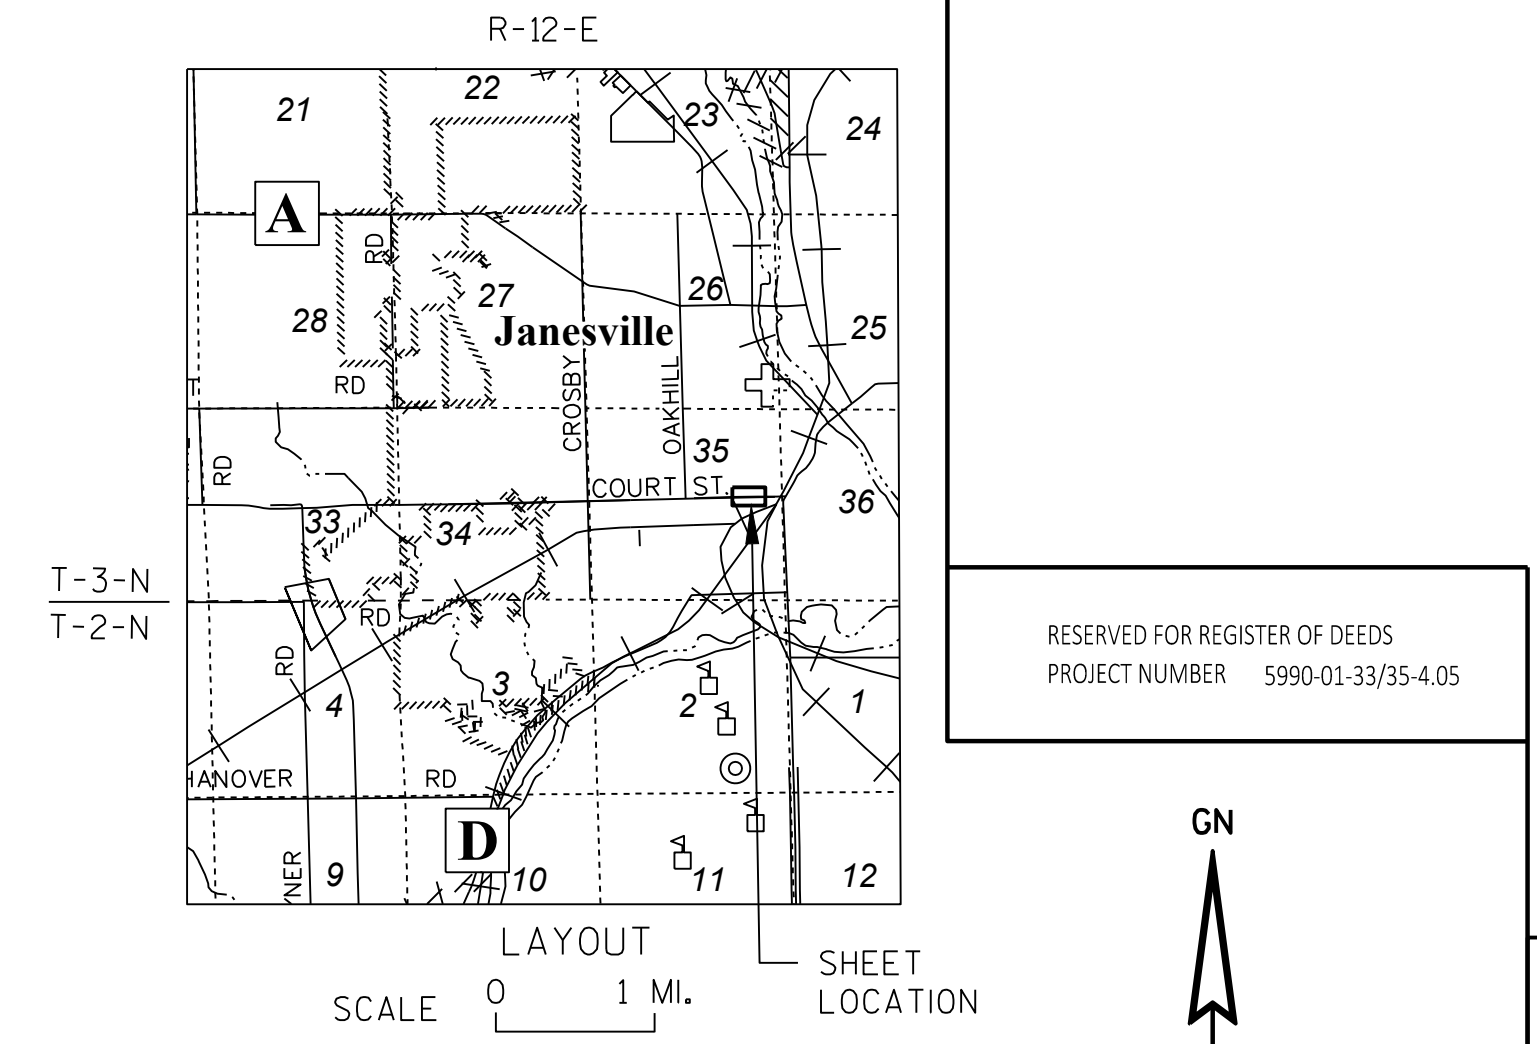 R-12-E
21
22
23
24
A
RD
26
27
28
25
Janesville
RD
CROSBY
OAKHILL
35
RD
COURT ST.
36
33
34
T-3-N
T-2-N
RD
RD
3
4
2
1
HANOVER RD
D
9
10
11
12
LAYOUT
SHEET
LOCATION
SCALE
0 1 MI.
RESERVED FOR REGISTER OF DEEDS
PROJECT NUMBER 5990-01-33/35-4.05
GN